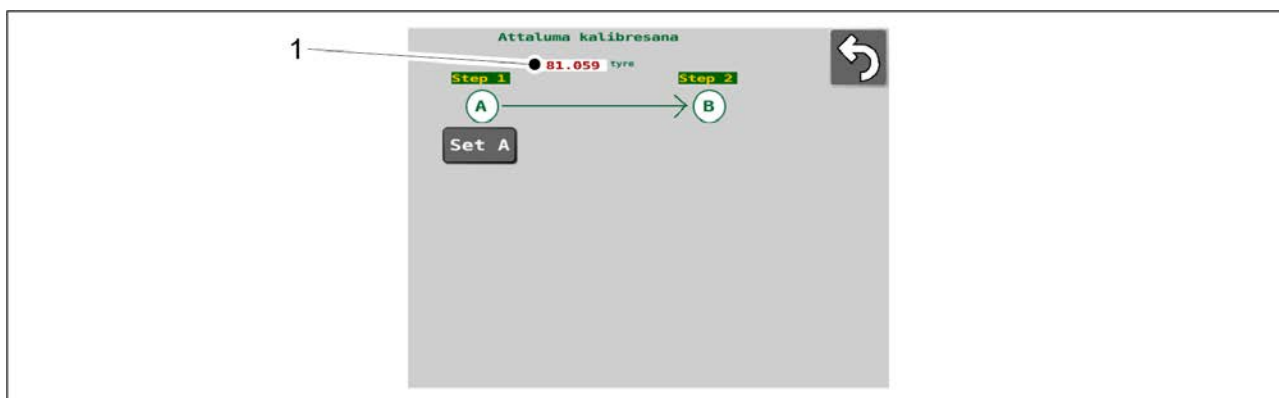 Attaluma kalibresana
1
81.059 tyre
Step 1 Step 2
A B
Set A